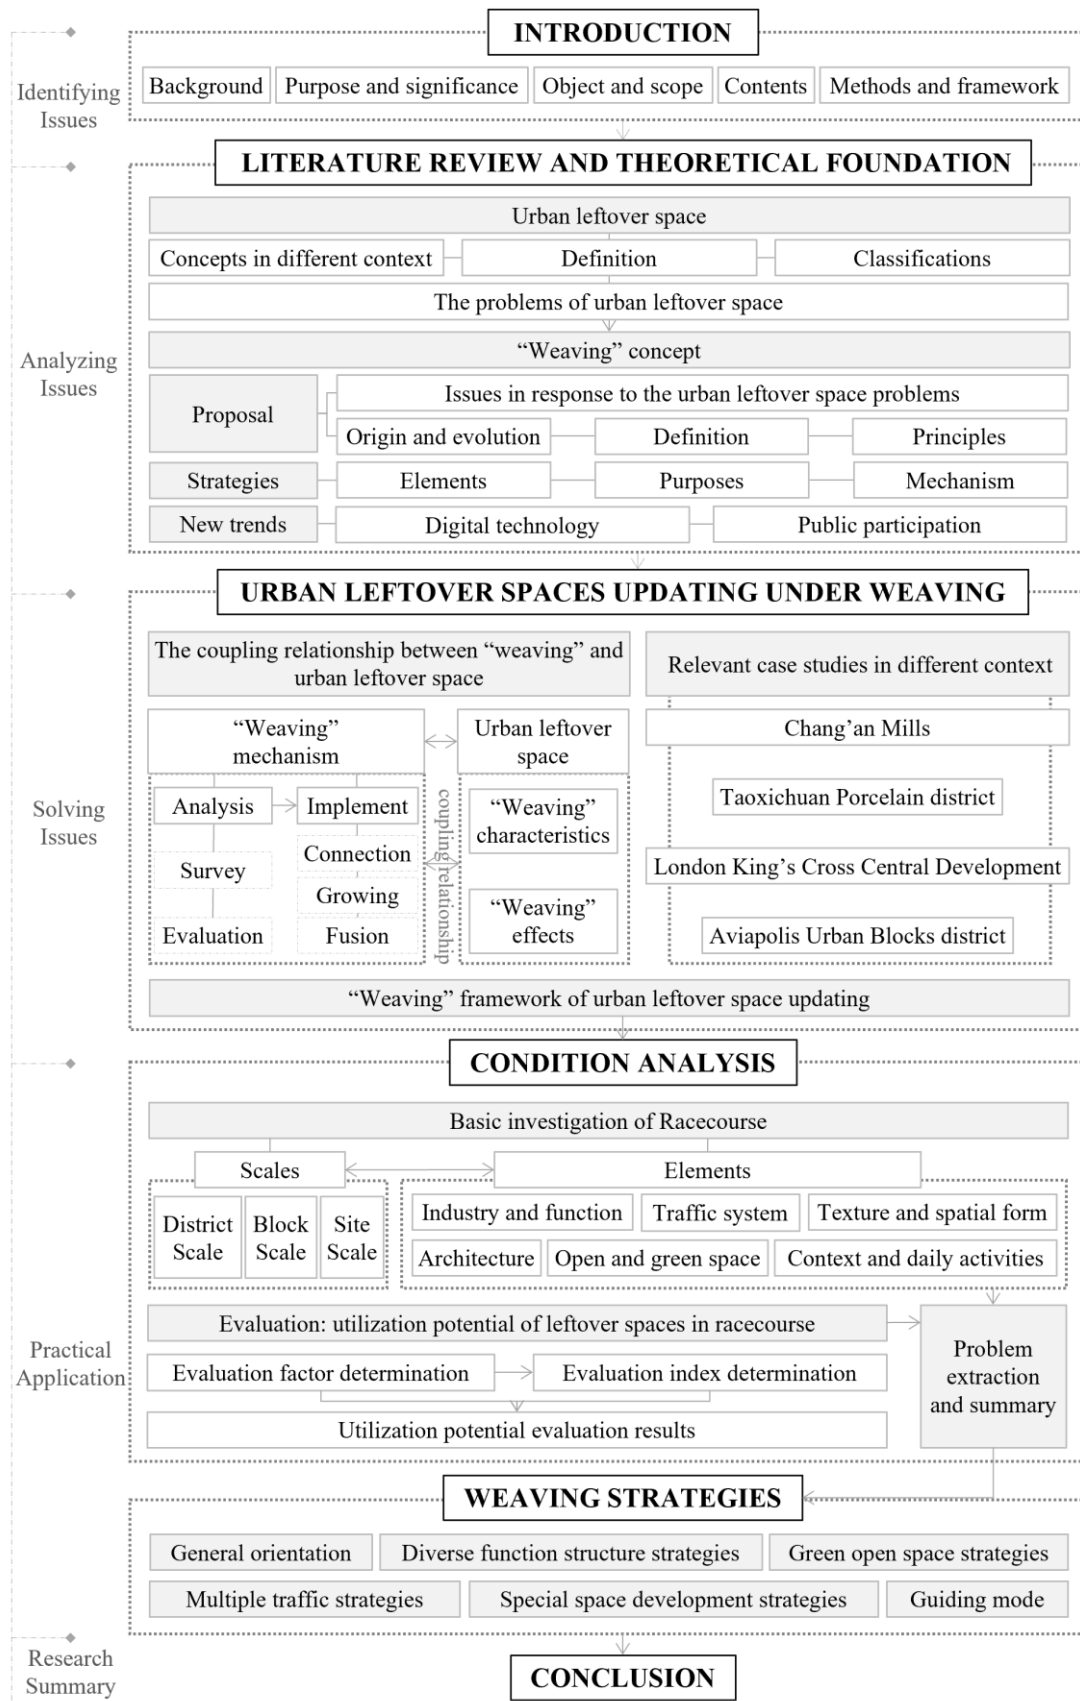 INTRODUCTION
Identifying
Issues
Background
Purpose and significance
Object and scope
Contents
Methods and framework
LITERATURE REVIEW AND THEORETICAL FOUNDATION
Analyzing
Issues
Urban leftover space
Concepts in different context
Definition
Classifications
The problems of urban leftover space
“Weaving” concept
Proposal
Issues in response to the urban leftover space problems
Origin and evolution
Definition
Principles
Strategies
Elements
Purposes
Mechanism
New trends
Digital technology
Public participation
URBAN LEFTOVER SPACES UPDATING UNDER WEAVING
Solving
Issues
The coupling relationship between “weaving” and
urban leftover space
Relevant case studies in different context
“Weaving”
mechanism
Urban leftover
space
Analysis
Implement
Survey
Connection
Growing
Evaluation
Fusion
coupling relationship
“Weaving”
characteristics
“Weaving”
effects
Chang’an Mills
Taoxichuan Porcelain district
London King’s Cross Central Development
Aviapolis Urban Blocks district
“Weaving” framework of urban leftover space updating
CONDITION ANALYSIS
Practical
Application
Basic investigation of Racecourse
Scales
Elements
District
Scale
Block
Scale
Site
Scale
Industry and function
Traffic system
Texture and spatial form
Architecture
Open and green space
Context and daily activities
Evaluation: utilization potential of leftover spaces in racecourse
Evaluation factor determination
Evaluation index determination
Utilization potential evaluation results
Problem
extraction
and summary
WEAVING STRATEGIES
General orientation
Diverse function structure strategies
Green open space strategies
Multiple traffic strategies
Special space development strategies
Guiding mode
Research
Summary
CONCLUSION